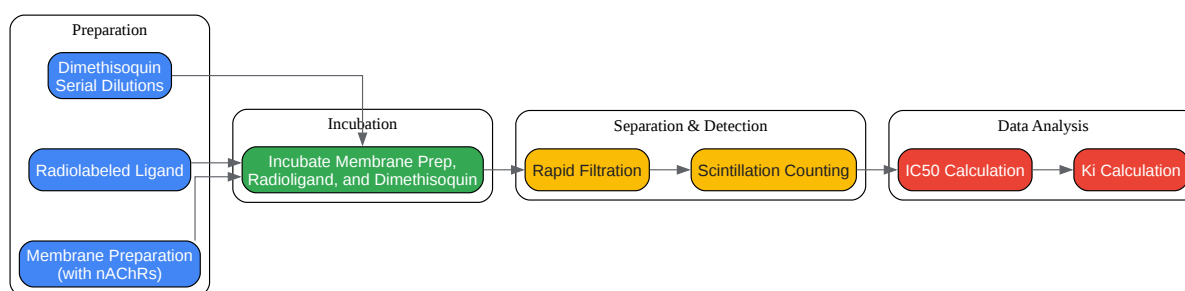 Preparation
Dimethisoquin
Serial Dilutions
Radiolabeled Ligand
Membrane Preparation
(with nAChRs)
Incubation
Incubate Membrane Prep,
Radioligand, and Dimethisoquin
Separation & Detection
Rapid Filtration
Scintillation Counting
Data Analysis
IC50 Calculation
Ki Calculation